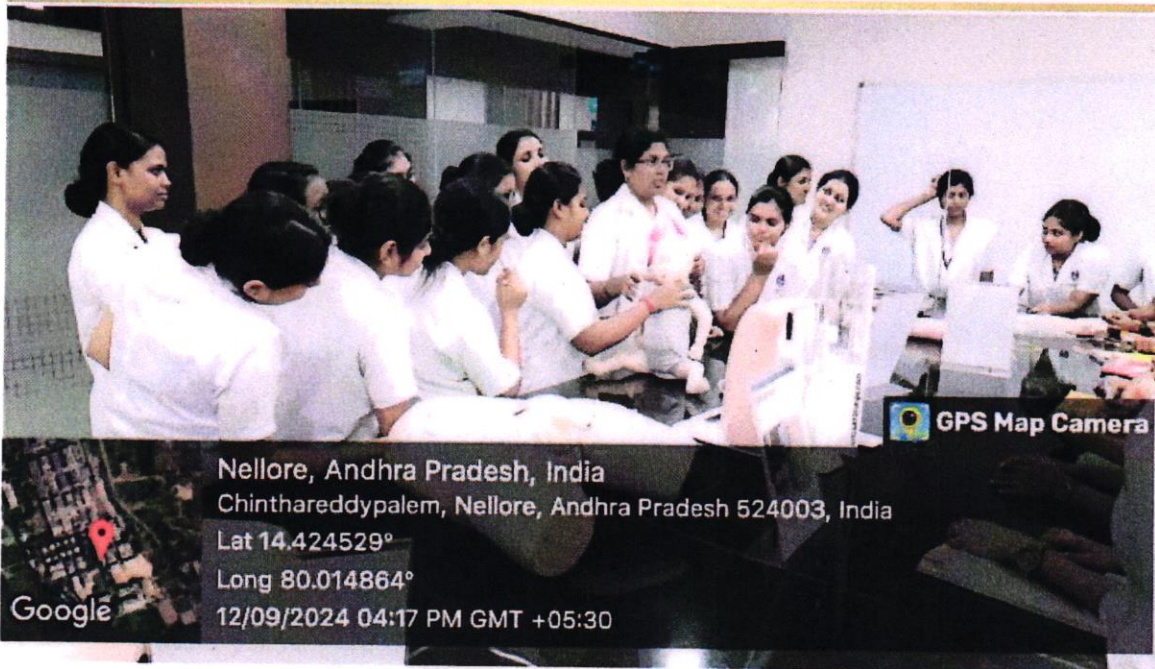 GPS Map Camera
Nellore, Andhra Pradesh, India
Chinthareddypalem, Nellore, Andhra Pradesh 524003, India
Lat 14.424529°
Long 80.014864°
12/09/2024 04:17 PM GMT +05:30
Google